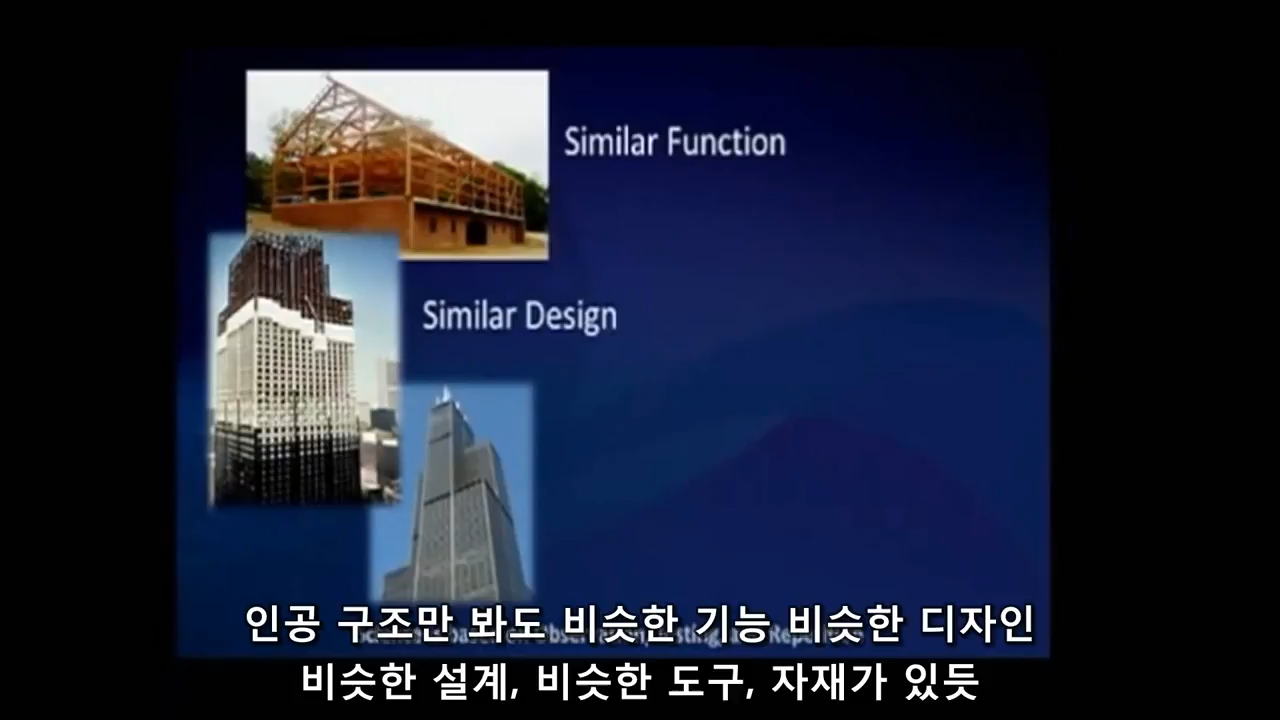 Similar Function
Similar Design
인공 구조만 봐도 비슷한 기능 비슷한 디자인
비슷한 설계, 비슷한 도구, 자재가 있듯